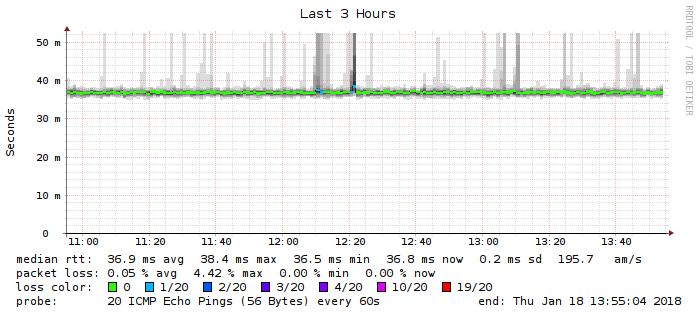 Last 3 Hours
RRDTOOL / TOBI OETIKER
Seconds
50 m
40 m
30 m
20 m
10 m
0
11:00 11:20 11:40 12:00 12:20 12:40 13:00 13:20 13:40
median rtt: 36.9 ms avg 38.4 ms max 36.5 ms min 36.8 ms now 0.2 ms sd 195.7 am/s
packet loss: 0.05 % avg 4.42 % max 0.00 % min 0.00 % now
loss color: 0 1/20 2/20 3/20 4/20 10/20 19/20
probe: 20 ICMP Echo Pings (56 Bytes) every 60s end: Thu Jan 18 13:55:04 2018